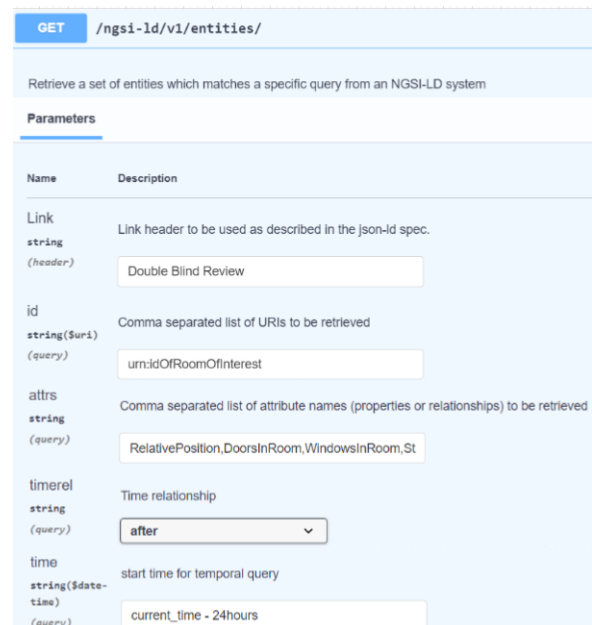 GET /ngsi-ld/v1/entities/
Retrieve a set of entities which matches a specific query from an NGSI-LD system
Parameters
Name Description
Link
string
(header)
Link header to be used as described in the json-ld spec.
Double Blind Review
id
string($uri)
(query)
Comma separated list of URIs to be retrieved
urn:idOfRoomOfInterest
attrs
string
(query)
Comma separated list of attribute names (properties or relationships) to be retrieved
RelativePosition,DoorsInRoom,WindowsInRoom,St
timerel
string
(query)
Time relationship
after
time
string($date-
time)
(query)
start time for temporal query
current_time - 24hours